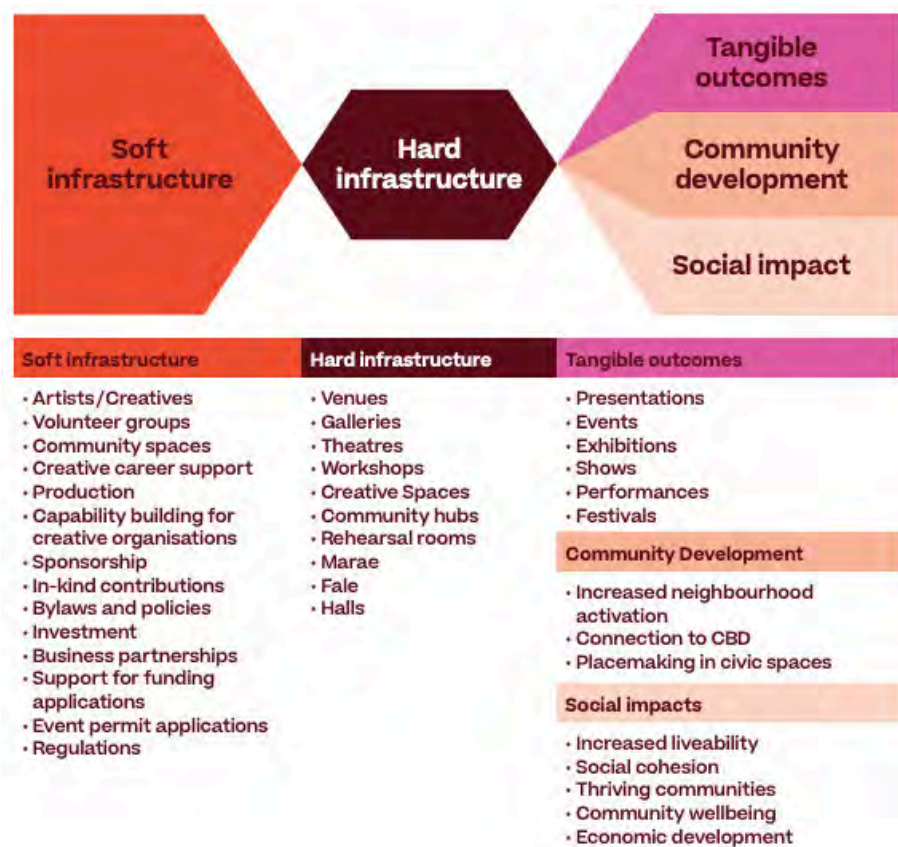 Soft
infrastructure
Hard
infrastructure
Tangible
outcomes
Community
development
Social impact
Soft infrastructure
· Artists/Creatives
· Volunteer groups
· Community spaces
· Creative career support
· Production
· Capability building for
creative organisations
· Sponsorship
· In-kind contributions
· Bylaws and policies
· Investment
· Business partnerships
· Support for funding
applications
· Event permit applications
· Regulations
Hard infrastructure
· Venues
· Galleries
· Theatres
· Workshops
· Creative Spaces
· Community hubs
· Rehearsal rooms
· Marae
· Fale
· Halls
Tangible outcomes
· Presentations
· Events
· Exhibitions
· Shows
· Performances
· Festivals
Community Development
· Increased neighbourhood
activation
· Connection to CBD
· Placemaking in civic spaces
Social impacts
· Increased liveability
· Social cohesion
· Thriving communities
· Community wellbeing
· Economic development